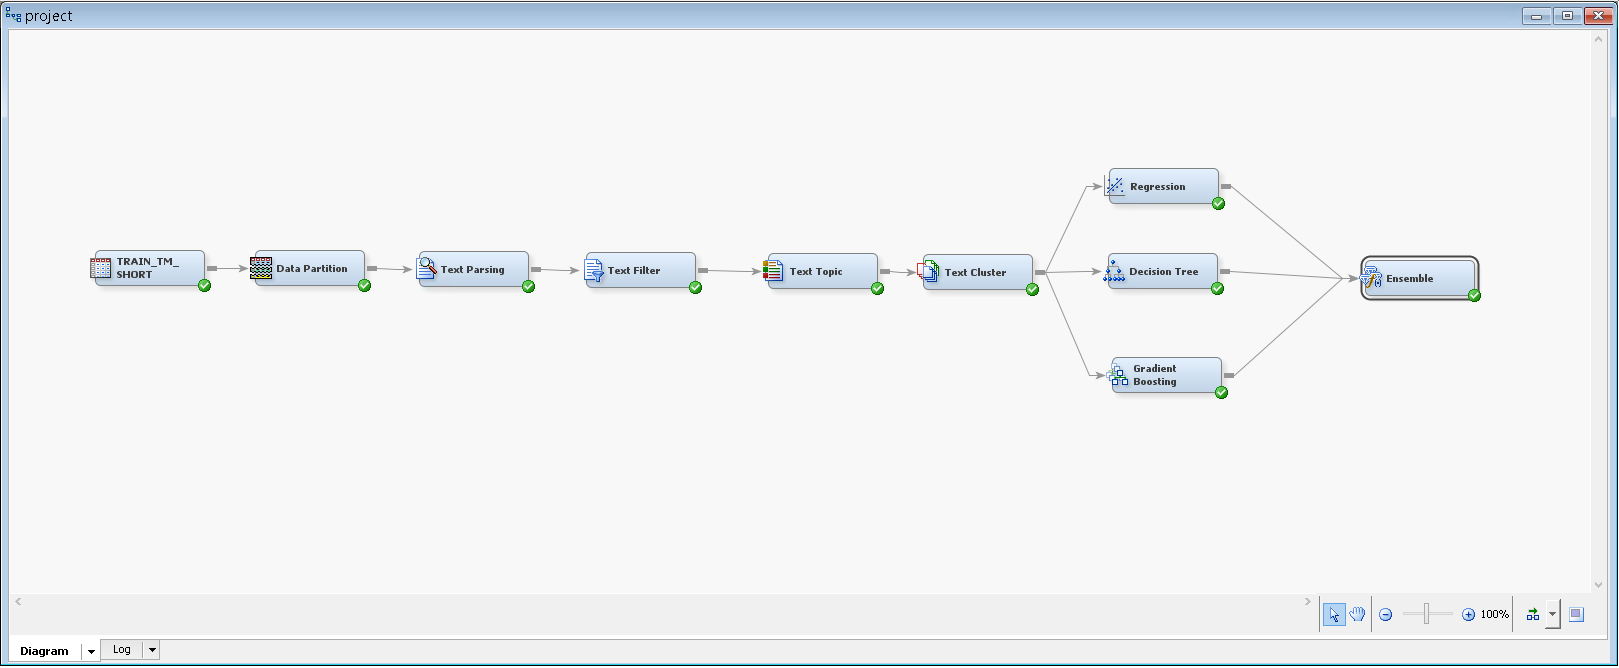 project
TRAIN_TM_
SHORT
Data Partition
Text Parsing
Text Filter
Text Topic
Text Cluster
Regression
Decision Tree
Gradient
Boosting
Ensemble
100%
Diagram
Log